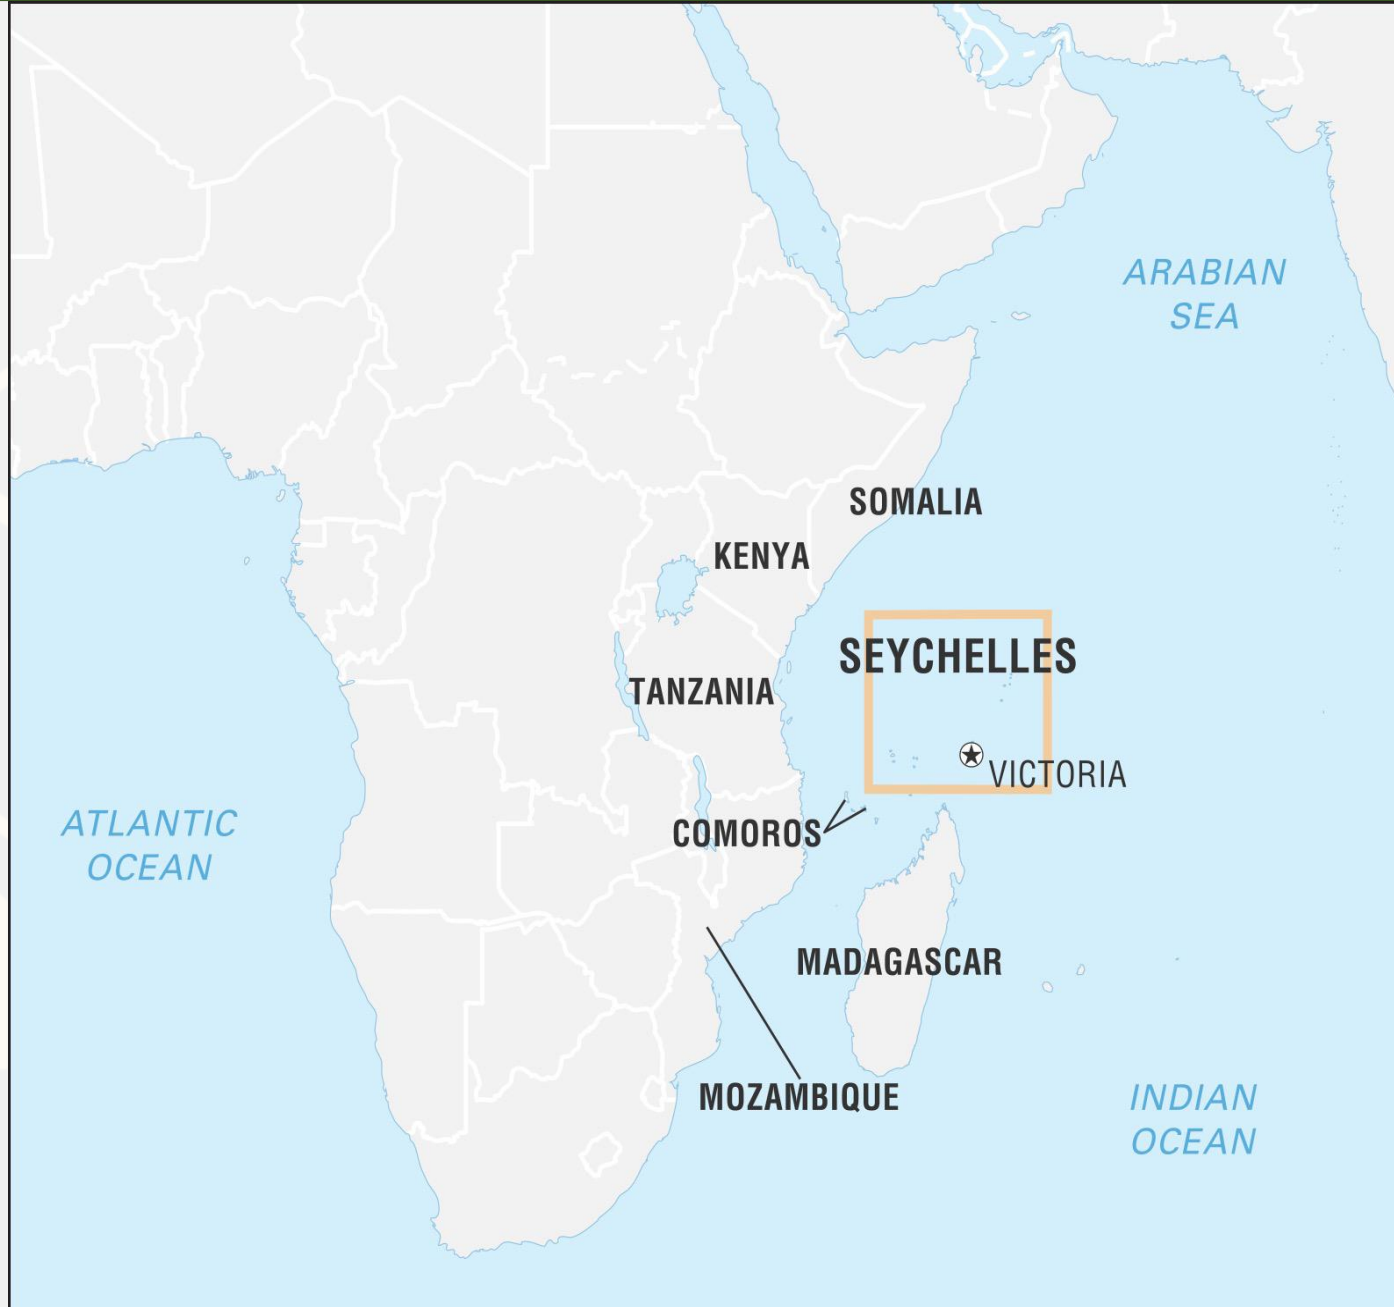 ARABIAN
SEA
SOMALIA
KENYA
SEYCHELLES
TANZANIA
VICTORIA
ATLANTIC
OCEAN
COMOROS
MADAGASCAR
MOZAMBIQUE
INDIAN
OCEAN